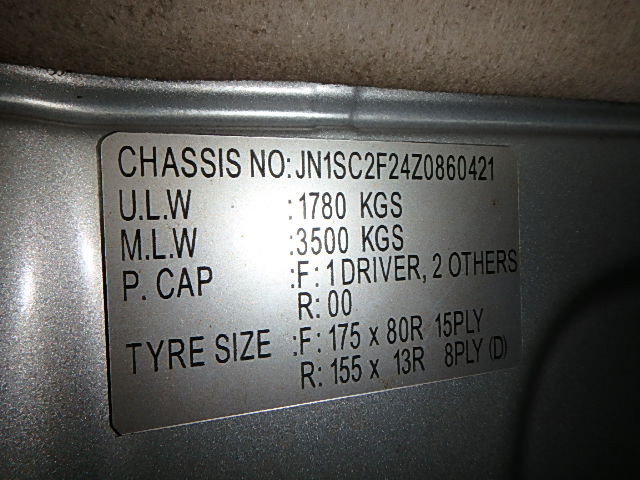 CHASSIS NO: JN1SC2F24Z0860421
U.L.W :1780 KGS
M.L.W :3500 KGS
P. CAP :F: 1 DRIVER, 2 OTHERS
R: 00
TYRE SIZE :F: 175 x 80R 15PLY
R: 155 x 13R 8PLY (D)